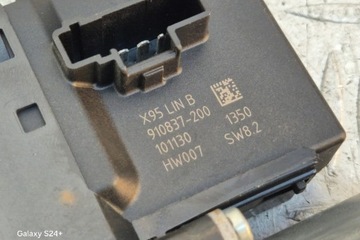 X95 LIN B
910837-200
101130 1350
HW007 SW8.2
Galaxy S24+